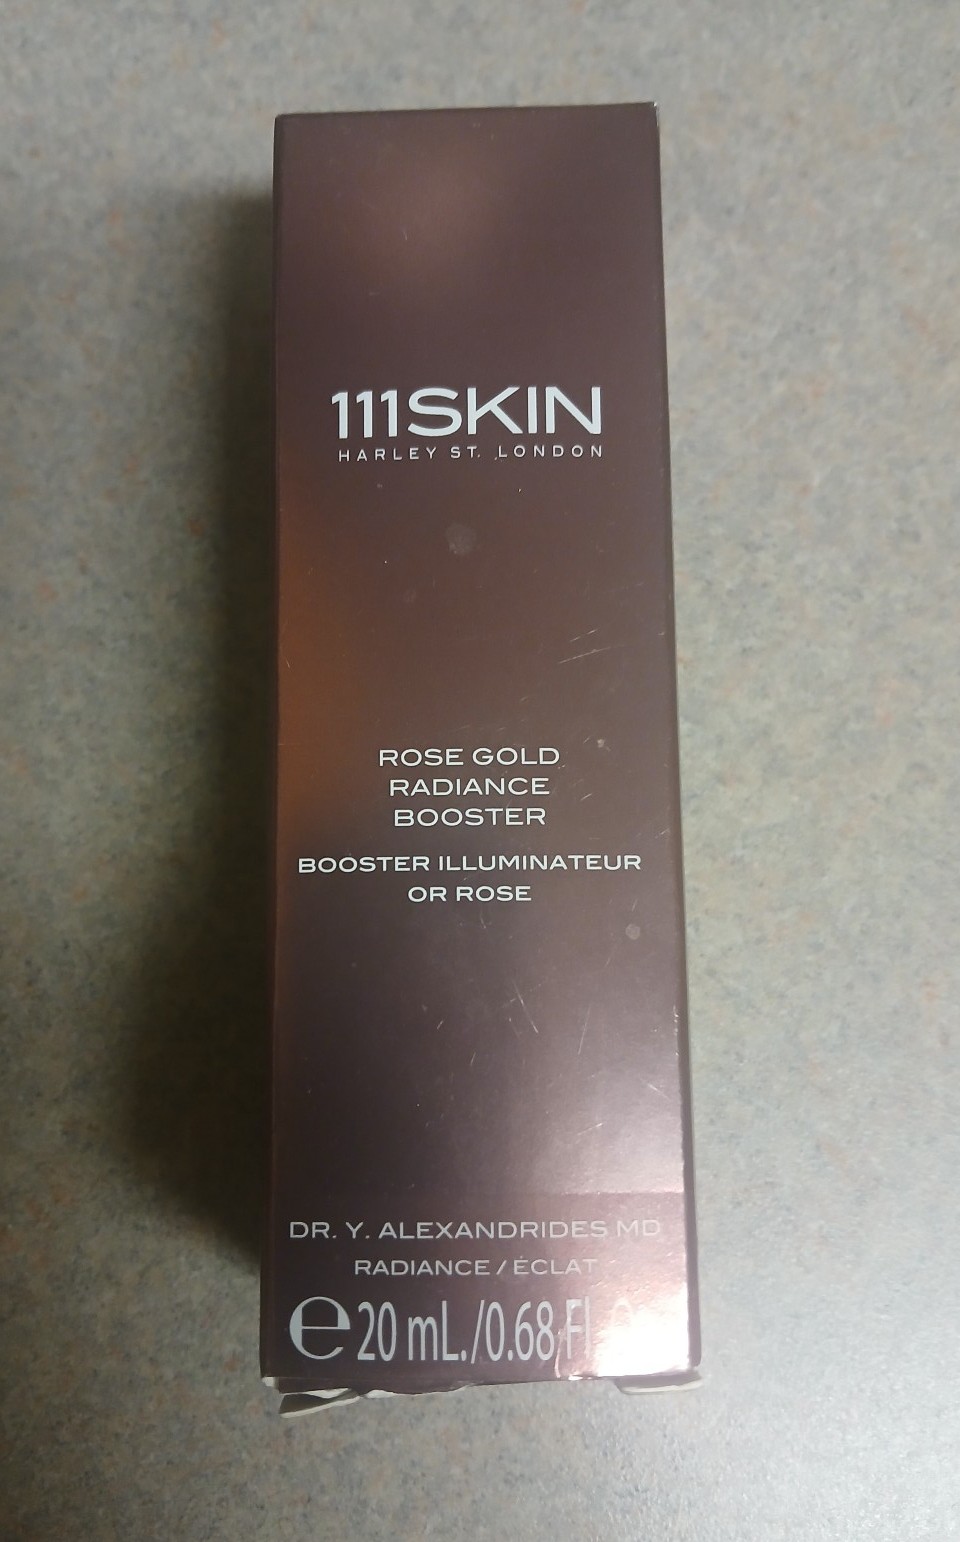 111SKIN
HARLEY ST. LONDON
ROSE GOLD
RADIANCE
BOOSTER
BOOSTER ILLUMINATEUR
OR ROSE
DR. Y. ALEXANDRIDES MD
RADIANCE / ÉCLAT
℮ 20 mL./0.68 Fl